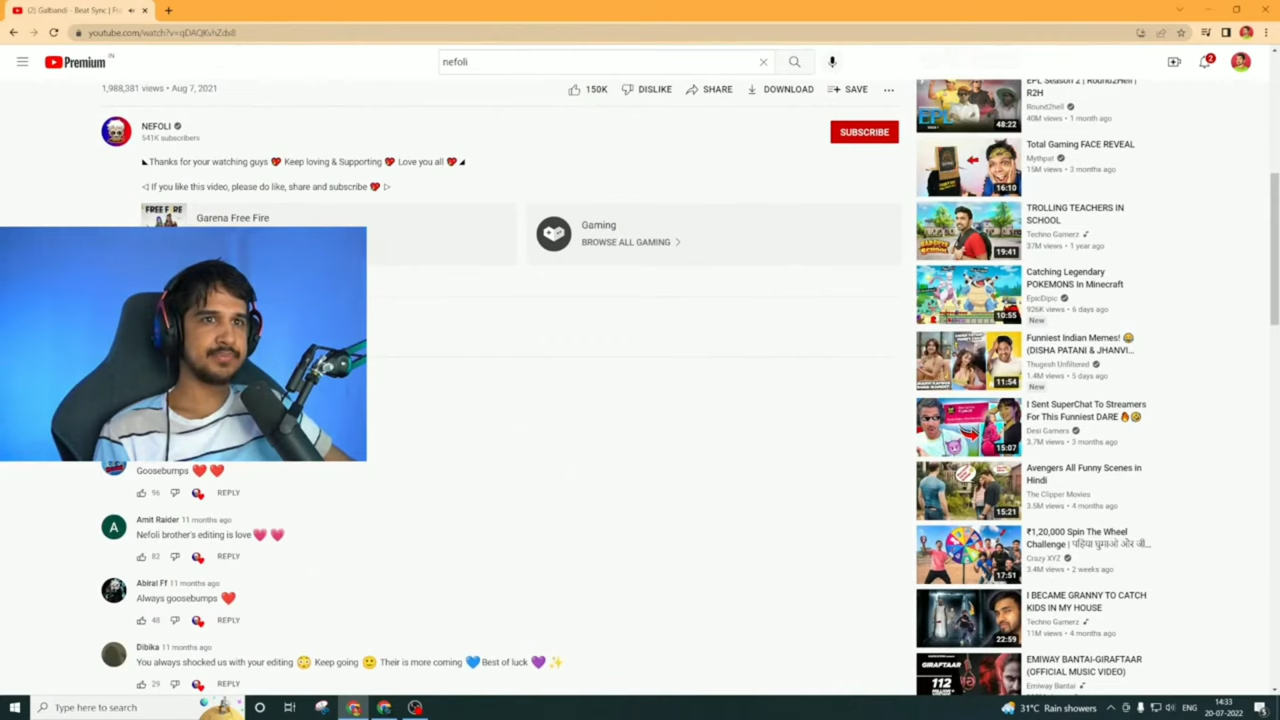 (2) Galbandi - Beat Sync | Fre
youtube.com/watch?v=qDAQKvhZdx8
Premium IN
nefoli
2
1,988,381 views • Aug 7, 2021
150K DISLIKE SHARE DOWNLOAD SAVE
NEFOLI
541K subscribers
SUBSCRIBE
Thanks for your watching guys 💖 Keep loving & Supporting 💖 Love you all 💖
If you like this video, please do like, share and subscribe 💖
FREE FIRE
Garena Free Fire
Gaming
BROWSE ALL GAMING
Goosebumps ❤️ ❤️
96 REPLY
A
Amit Raider 11 months ago
Nefoli brother's editing is love💗 💗
82 REPLY
Abiral Ff 11 months ago
Always goosebumps ❤️
48 REPLY
Dibika 11 months ago
You always shocked us with your editing 😳 Keep going 🙂 Their is more coming 💙Best of luck 💜 ✨
29 REPLY
EPL Season 2 | Round2Hell |
R2H
Round2hell
40M views • 1 month ago
EPL
48:22
Total Gaming FACE REVEAL
Mythpat
15M views • 3 months ago
16:10
TROLLING TEACHERS IN
SCHOOL
Techno Gamerz
37M views • 1 year ago
19:41
Catching Legendary
POKEMONS In Minecraft
EpicDipic
926K views • 6 days ago
New
10:55
Funniest Indian Memes! 😂
(DISHA PATANI & JHANVI...
Thugesh Unfiltered
1.4M views • 5 days ago
New
11:54
I Sent SuperChat To Streamers
For This Funniest DARE 🔥🤣
Desi Gamers
3.7M views • 3 months ago
15:07
Avengers All Funny Scenes in
Hindi
The Clipper Movies
3.5M views • 4 months ago
15:21
₹1,20,000 Spin The Wheel
Challenge | पहिया घुमाओ और जी...
Crazy XYZ
3.4M views • 2 weeks ago
17:51
I BECAME GRANNY TO CATCH
KIDS IN MY HOUSE
Techno Gamerz
11M views • 4 months ago
22:59
EMIWAY BANTAI-GIRAFTAAR
(OFFICIAL MUSIC VIDEO)
Emiway Bantai
GIRAFTAAR
112
Type here to search
31°C Rain showers
ENG
14:33
20-07-2022
5